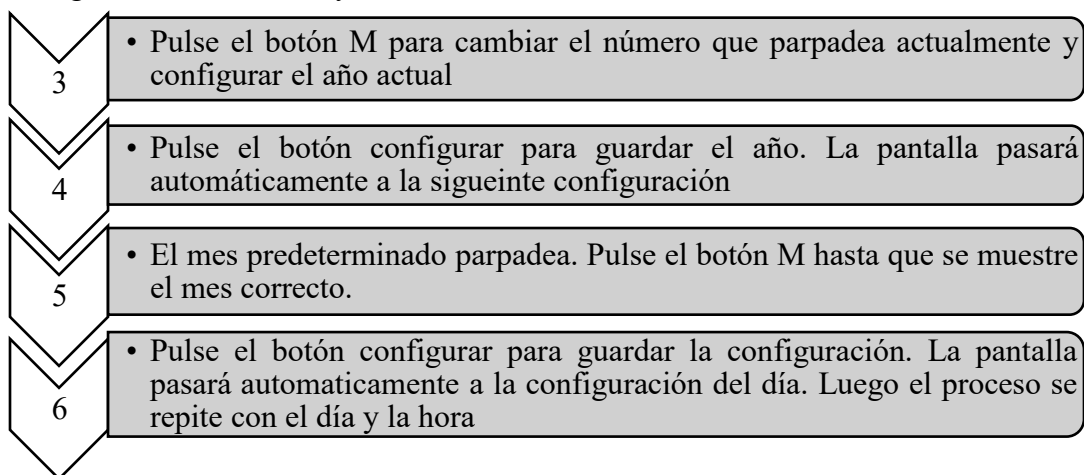 3
• Pulse el botón M para cambiar el número que parpadea actualmente y
configurar el año actual
4
• Pulse el botón configurar para guardar el año. La pantalla pasará
automáticamente a la sigueinte configuración
5
• El mes predeterminado parpadea. Pulse el botón M hasta que se muestre
el mes correcto.
6
• Pulse el botón configurar para guardar la configuración. La pantalla
pasará automaticamente a la configuración del día. Luego el proceso se
repite con el día y la hora